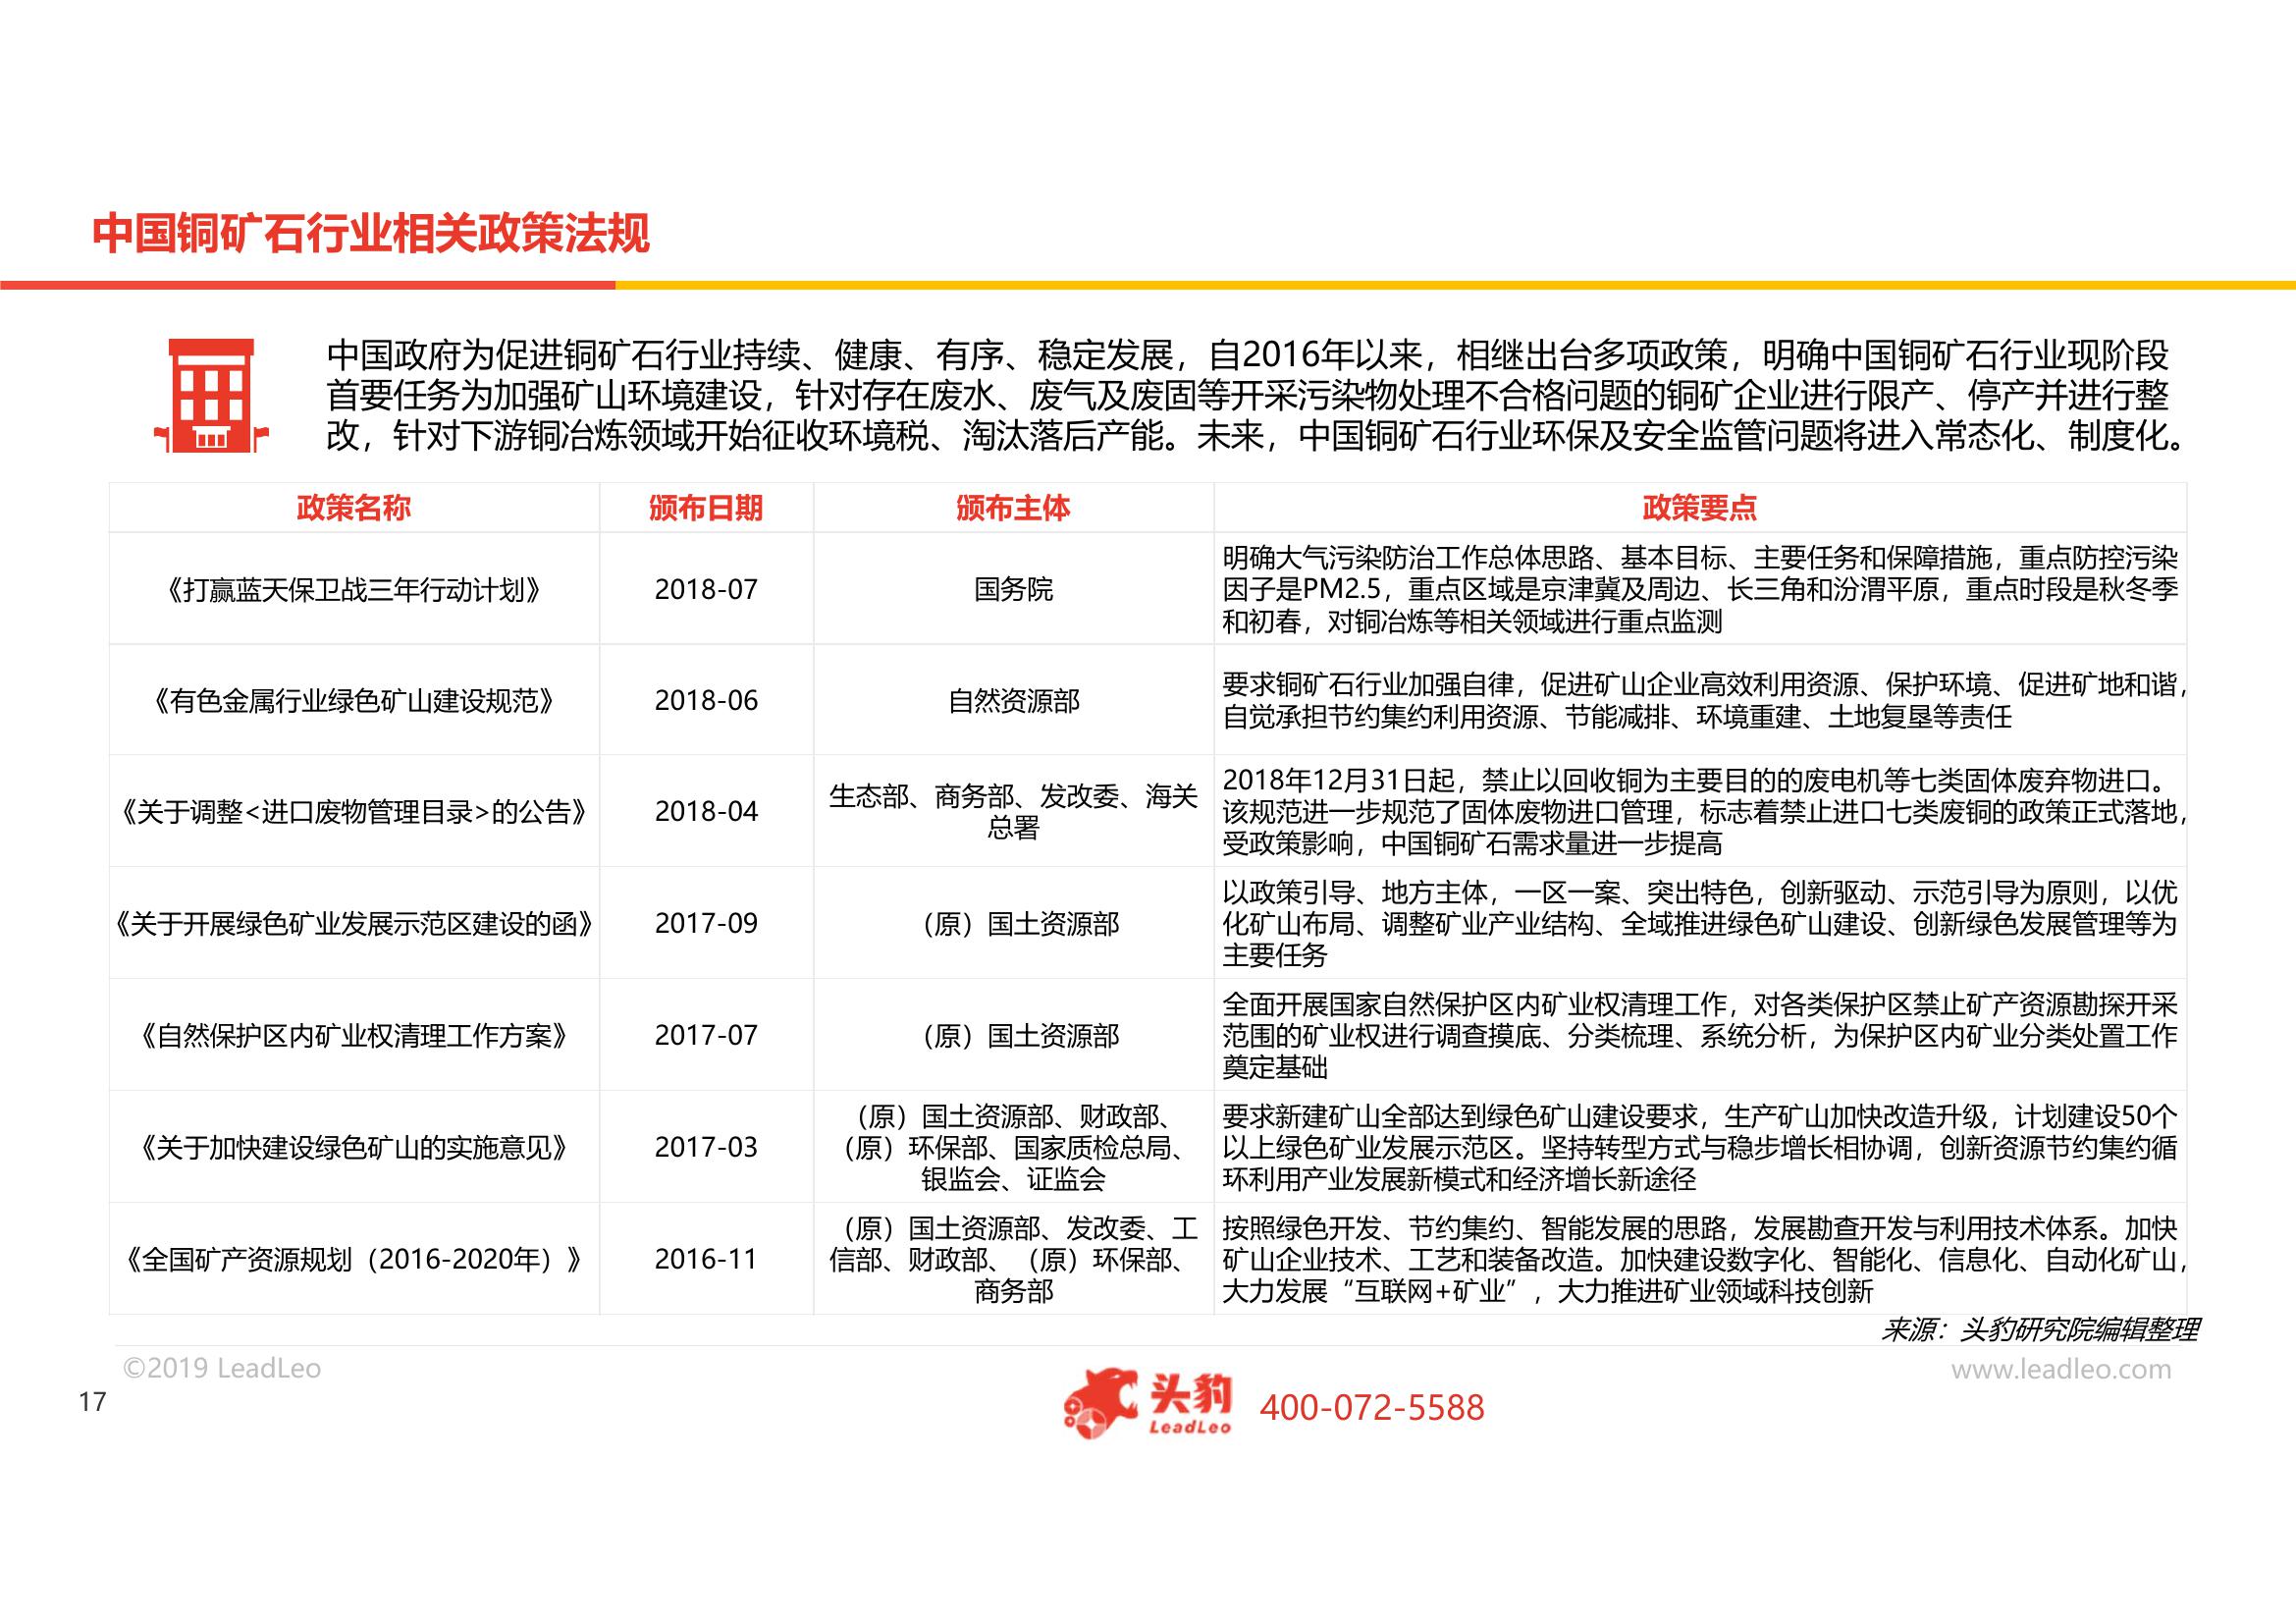 中国铜矿石行业相关政策法规
中国政府为促进铜矿石行业持续、健康、有序、稳定发展，自2016年以来，相继出台多项政策，明确中国铜矿石行业现阶段
首要任务为加强矿山环境建设，针对存在废水、废气及废固等开采污染物处理不合格问题的铜矿企业进行限产、停产并进行整
改，针对下游铜冶炼领域开始征收环境税、淘汰落后产能。未来，中国铜矿石行业环保及安全监管问题将进入常态化、制度化。
政策名称 颁布日期 颁布主体 政策要点
《打赢蓝天保卫战三年行动计划》 2018-07 国务院
明确大气污染防治工作总体思路、基本目标、主要任务和保障措施，重点防控污染
因子是PM2.5，重点区域是京津冀及周边、长三角和汾渭平原，重点时段是秋冬季
和初春，对铜冶炼等相关领域进行重点监测
《有色金属行业绿色矿山建设规范》 2018-06 自然资源部
要求铜矿石行业加强自律，促进矿山企业高效利用资源、保护环境、促进矿地和谐，
自觉承担节约集约利用资源、节能减排、环境重建、土地复垦等责任
《关于调整<进口废物管理目录>的公告》 2018-04
生态部、商务部、发改委、海关
总署
2018年12月31日起，禁止以回收铜为主要目的的废电机等七类固体废弃物进口。
该规范进一步规范了固体废物进口管理，标志着禁止进口七类废铜的政策正式落地，
受政策影响，中国铜矿石需求量进一步提高
《关于开展绿色矿业发展示范区建设的函》 2017-09 （原）国土资源部
以政策引导、地方主体，一区一案、突出特色，创新驱动、示范引导为原则，以优
化矿山布局、调整矿业产业结构、全域推进绿色矿山建设、创新绿色发展管理等为
主要任务
《自然保护区内矿业权清理工作方案》 2017-07 （原）国土资源部
全面开展国家自然保护区内矿业权清理工作，对各类保护区禁止矿产资源勘探开采
范围的矿业权进行调查摸底、分类梳理、系统分析，为保护区内矿业分类处置工作
奠定基础
《关于加快建设绿色矿山的实施意见》 2017-03
（原）国土资源部、财政部、
（原）环保部、国家质检总局、
银监会、证监会
要求新建矿山全部达到绿色矿山建设要求，生产矿山加快改造升级，计划建设50个
以上绿色矿业发展示范区。坚持转型方式与稳步增长相协调，创新资源节约集约循
环利用产业发展新模式和经济增长新途径
《全国矿产资源规划（2016-2020年）》 2016-11
（原）国土资源部、发改委、工
信部、财政部、（原）环保部、
商务部
按照绿色开发、节约集约、智能发展的思路，发展勘查开发与利用技术体系。加快
矿山企业技术、工艺和装备改造。加快建设数字化、智能化、信息化、自动化矿山，
大力发展“互联网+矿业”，大力推进矿业领域科技创新
来源：头豹研究院编辑整理
©2019 LeadLeo
www.leadleo.com
17
头豹
LeadLeo
400-072-5588